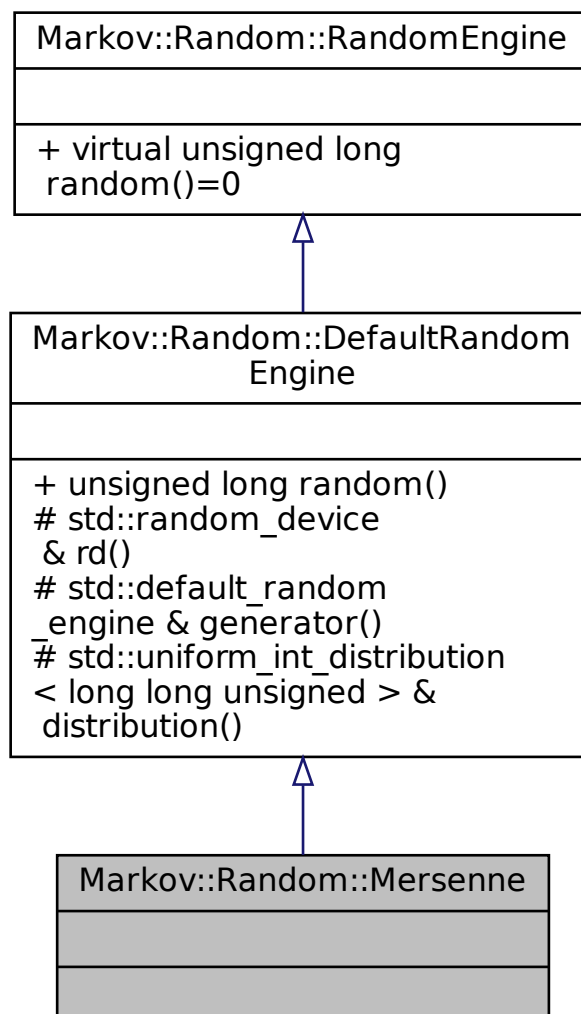 Markov::Random::RandomEngine
+ virtual unsigned long
random()=0
Markov::Random::DefaultRandom
Engine
+ unsigned long random()
# std::random_device
& rd()
# std::default_random
_engine & generator()
# std::uniform_int_distribution
< long long unsigned > &
distribution()
Markov::Random::Mersenne